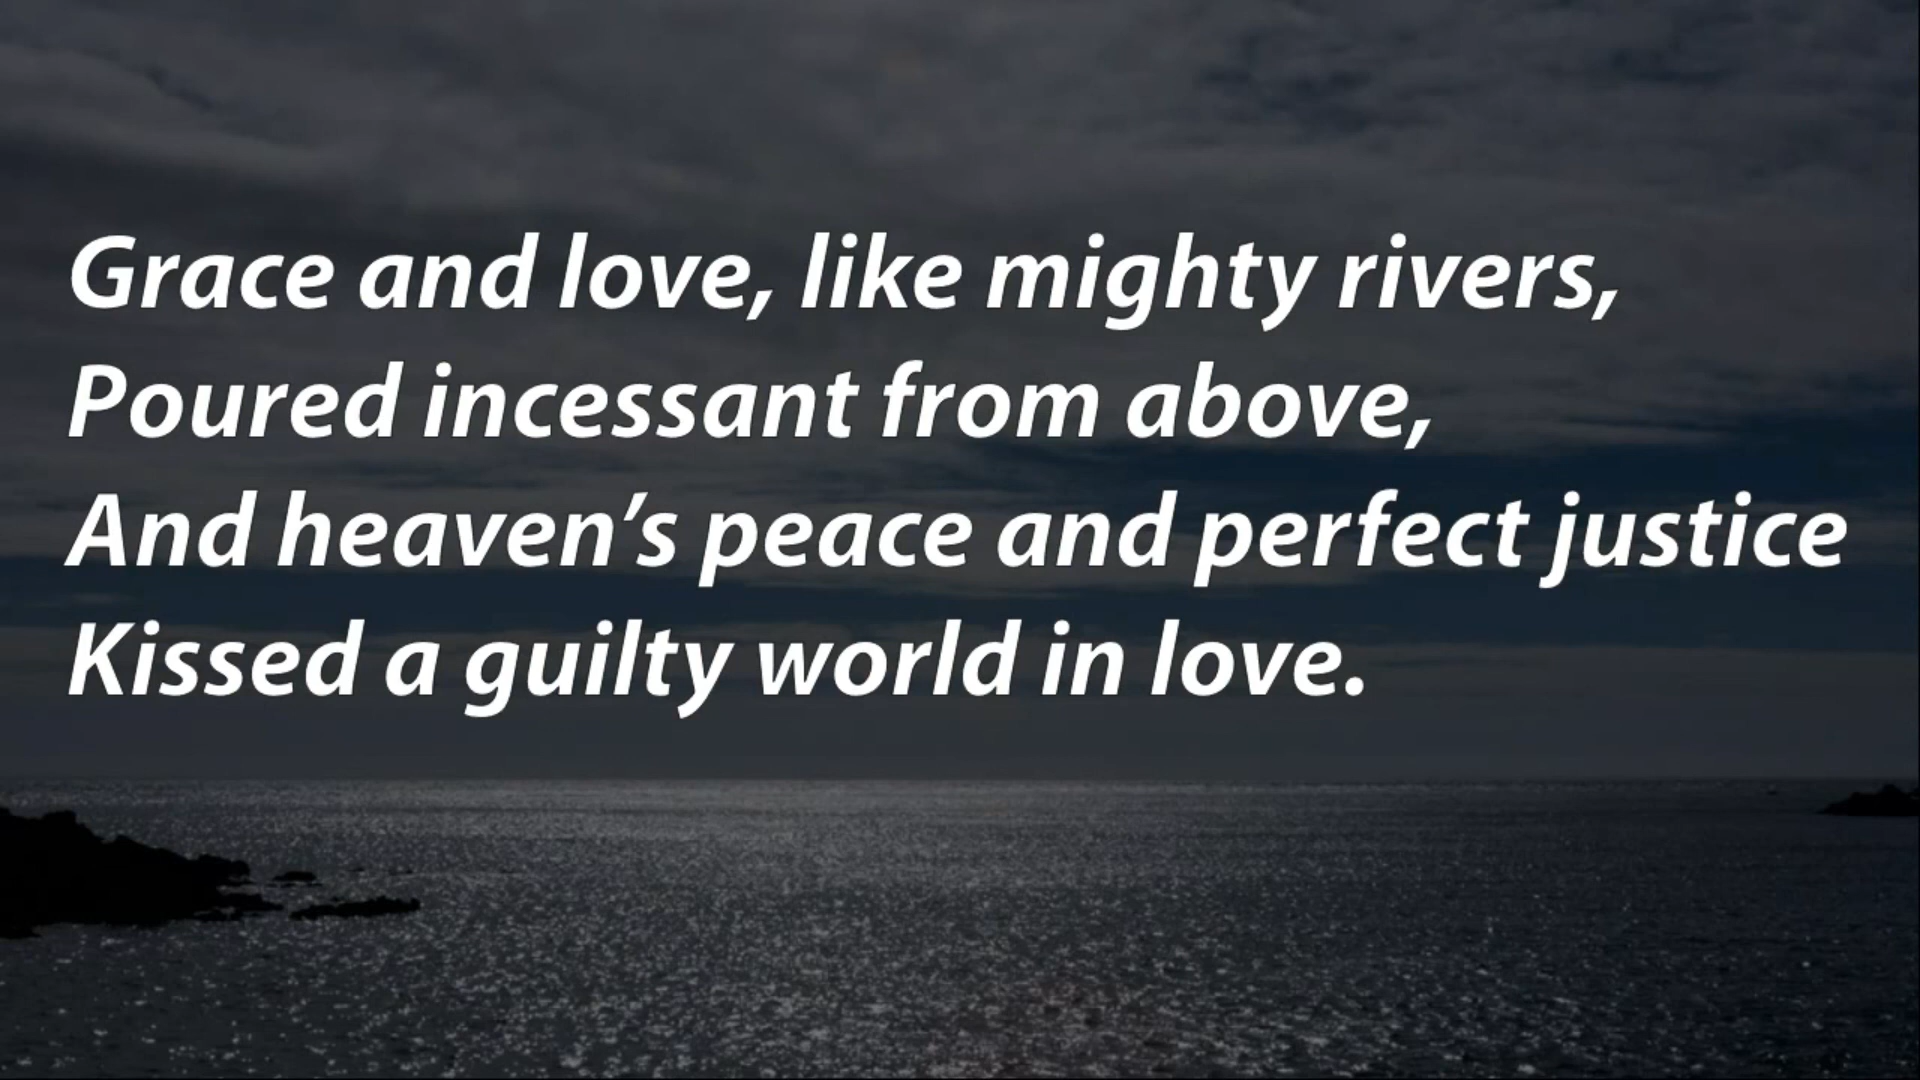 Grace and love, like mighty rivers,
Poured incessant from above,
And heaven’s peace and perfect justice
Kissed a guilty world in love.